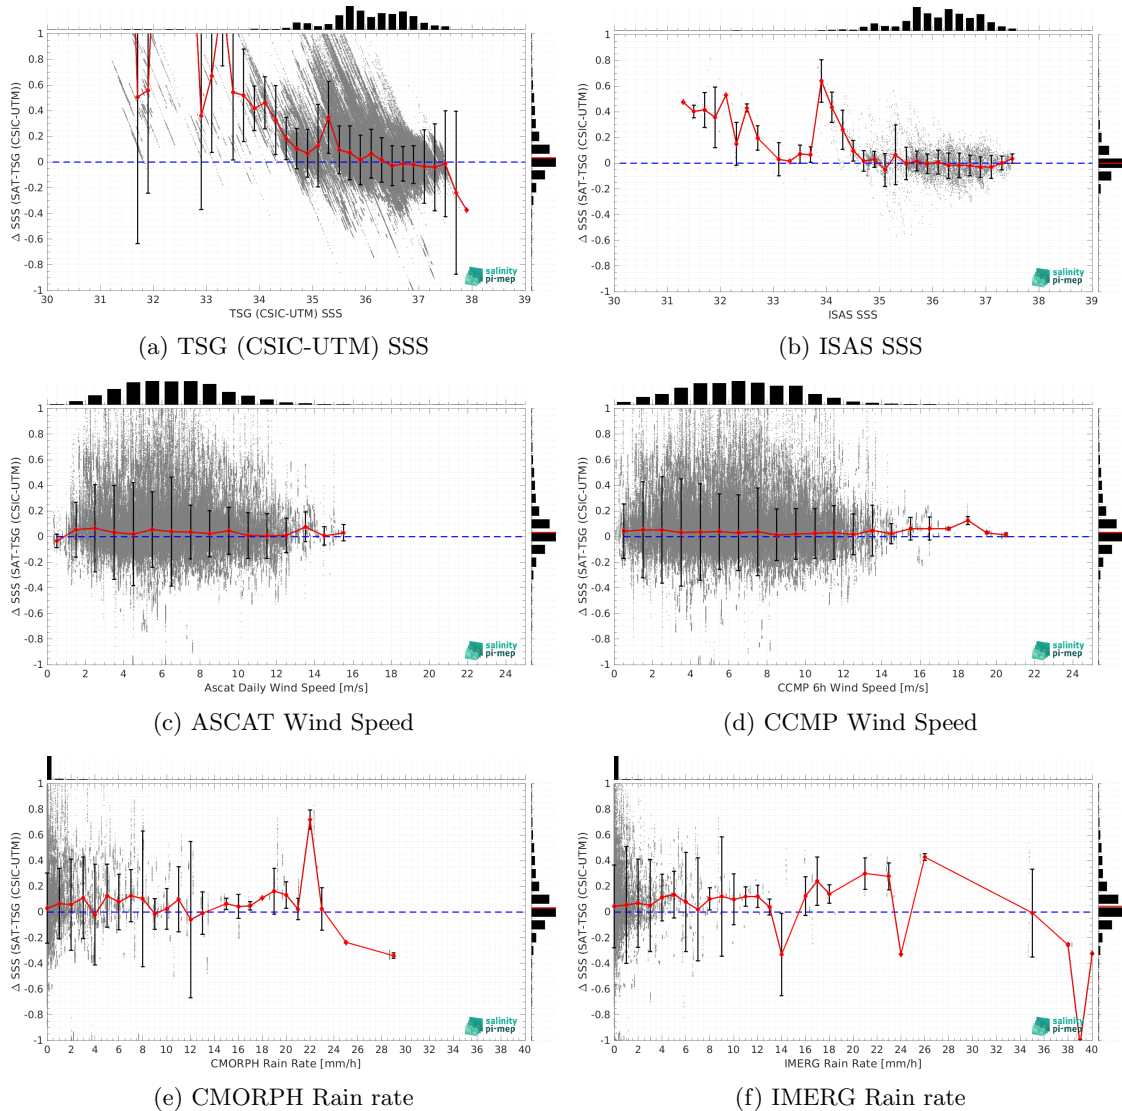 1
0.8
0.6
0.4
0.2
0
-0.2
-0.4
-0.6
-0.8
-1
Δ SSS (SAT-TSG (CSIC-UTM))
30 31 32 33 34 35 36 37 38 39
TSG (CSIC-UTM) SSS
salinity
pi-mep
(a) TSG (CSIC-UTM) SSS
1
0.8
0.6
0.4
0.2
0
-0.2
-0.4
-0.6
-0.8
-1
Δ SSS (SAT-TSG (CSIC-UTM))
30 31 32 33 34 35 36 37 38 39
ISAS SSS
salinity
pi-mep
(b) ISAS SSS
1
0.8
0.6
0.4
0.2
0
-0.2
-0.4
-0.6
-0.8
-1
Δ SSS (SAT-TSG (CSIC-UTM))
0 2 4 6 8 10 12 14 16 18 20 22 24
Ascat Daily Wind Speed [m/s]
salinity
pi-mep
(c) ASCAT Wind Speed
1
0.8
0.6
0.4
0.2
0
-0.2
-0.4
-0.6
-0.8
-1
Δ SSS (SAT-TSG (CSIC-UTM))
0 2 4 6 8 10 12 14 16 18 20 22 24
CCMP 6h Wind Speed [m/s]
salinity
pi-mep
(d) CCMP Wind Speed
1
0.8
0.6
0.4
0.2
0
-0.2
-0.4
-0.6
-0.8
-1
Δ SSS (SAT-TSG (CSIC-UTM))
0 2 4 6 8 10 12 14 16 18 20 22 24 26 28 30 32 34 36 38 40
CMORPH Rain Rate [mm/h]
salinity
pi-mep
(e) CMORPH Rain rate
1
0.8
0.6
0.4
0.2
0
-0.2
-0.4
-0.6
-0.8
-1
Δ SSS (SAT-TSG (CSIC-UTM))
0 2 4 6 8 10 12 14 16 18 20 22 24 26 28 30 32 34 36 38 40
IMERG Rain Rate [mm/h]
salinity
pi-mep
(f) IMERG Rain rate